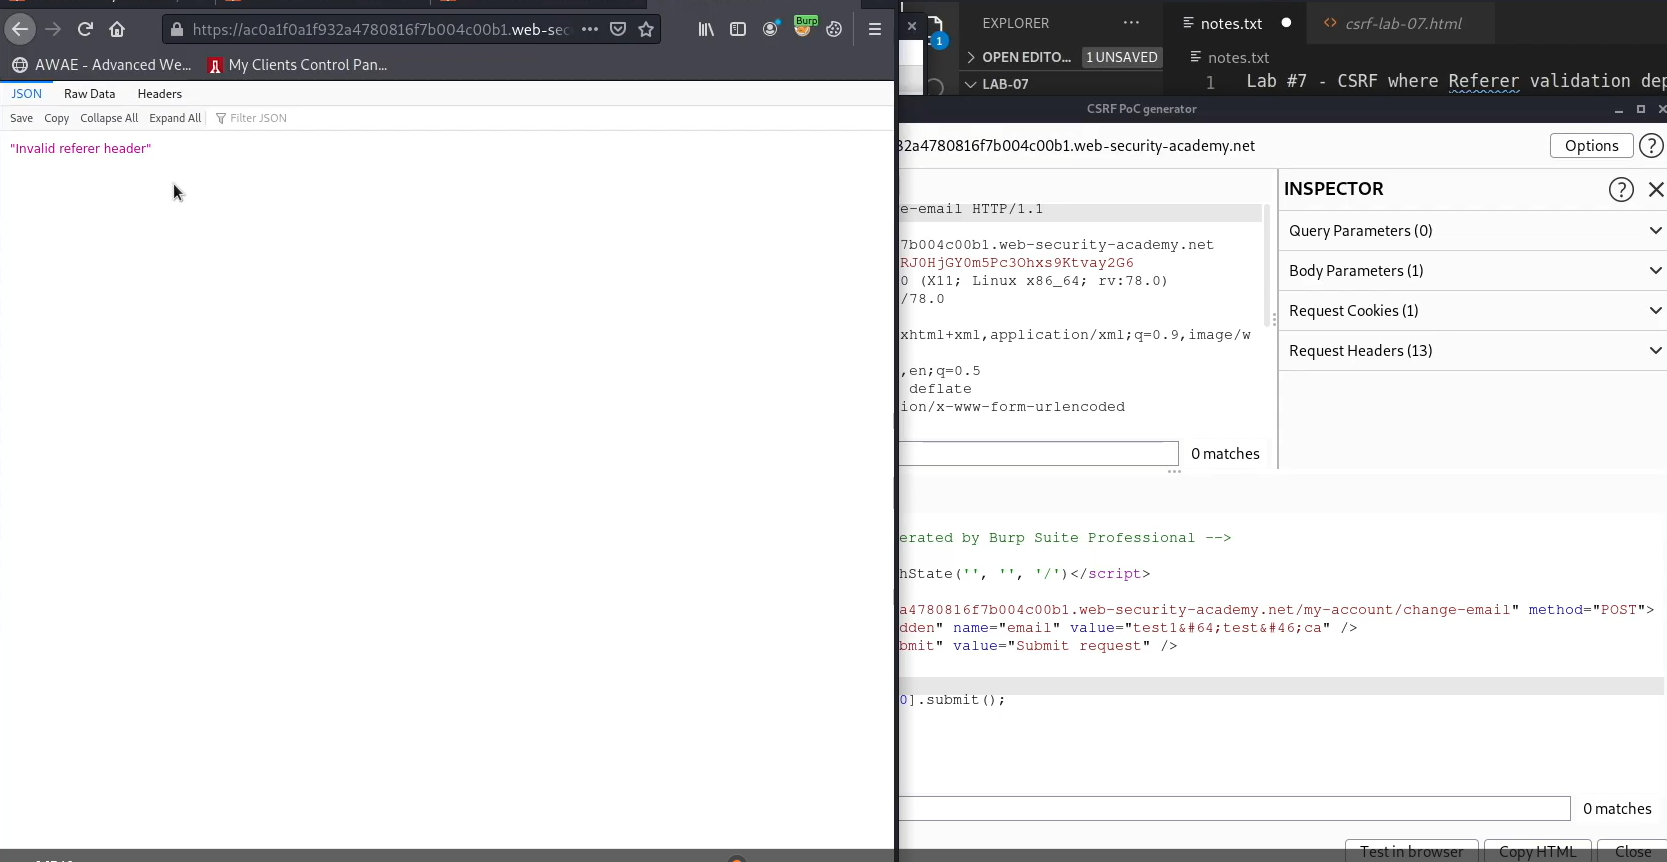 https://ac0a1f0a1f932a4780816f7b004c00b1.web-sec
Burp
AWAE - Advanced We...
My Clients Control Pan...
JSON
Raw Data
Headers
Save
Copy
Collapse All
Expand All
Filter JSON
"Invalid referer header"
1
EXPLORER
OPEN EDITO...
1 UNSAVED
LAB-07
notes.txt
csrf-lab-07.html
notes.txt
1
Lab #7 - CSRF where Referer validation dep
CSRF PoC generator
32a4780816f7b004c00b1.web-security-academy.net
Options
?
e-email HTTP/1.1
7b004c00b1.web-security-academy.net
RJ0HjGY0m5Pc3Ohxs9Ktvay2G6
0 (X11; Linux x86_64; rv:78.0)
/78.0
xhtml+xml,application/xml;q=0.9,image/w
,en;q=0.5
deflate
ion/x-www-form-urlencoded
0 matches
INSPECTOR
?
Query Parameters (0)
Body Parameters (1)
Request Cookies (1)
Request Headers (13)
erated by Burp Suite Professional -->
hState('', '', '/')</script>
a4780816f7b004c00b1.web-security-academy.net/my-account/change-email" method="POST">
dden" name="email" value="test1&#64;test&#46;ca" />
bmit" value="Submit request" />
0].submit();
0 matches
Test in browser
Copy HTML
Close